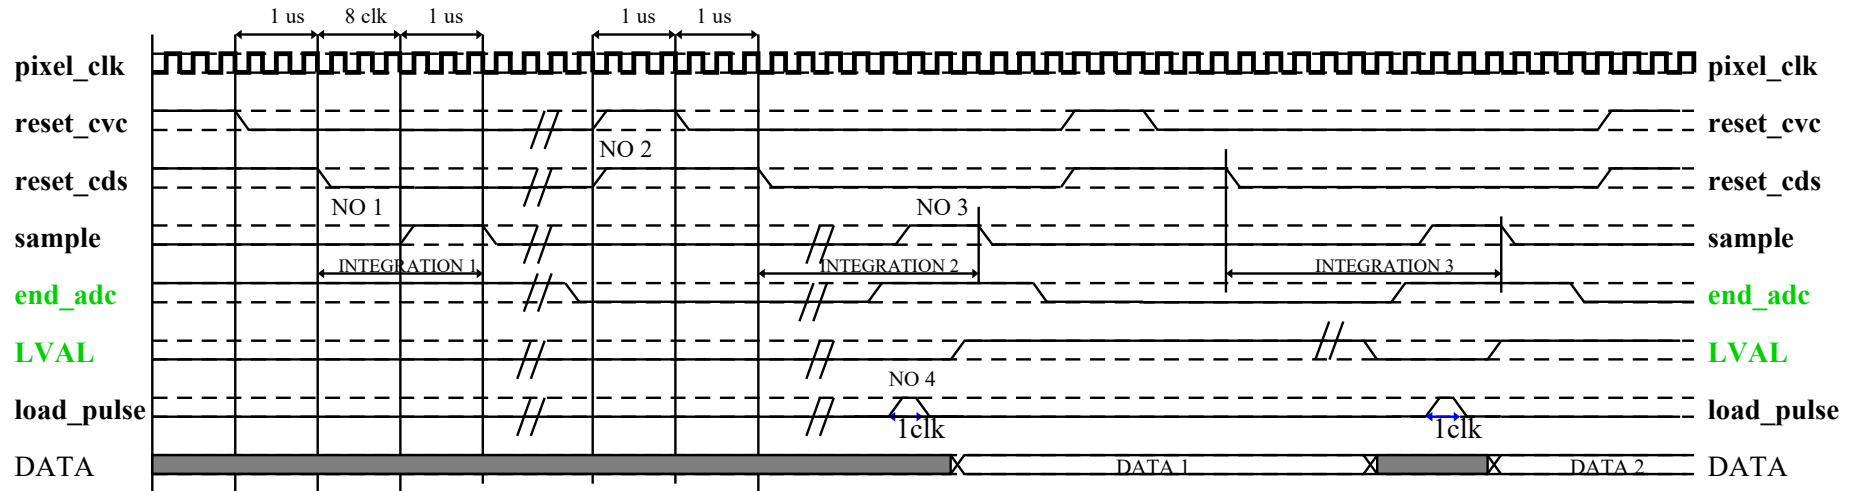 1 us 8 clk 1 us 1 us 1 us
pixel_clk pixel_clk
reset_cvc reset_cvc
NO 2
reset_cds reset_cds
NO 1 NO 3
sample sample
INTEGRATION 1 INTEGRATION 2 INTEGRATION 3
end_adc end_adc
LVAL LVAL
NO 4
load_pulse load_pulse
1clk 1clk
DATA DATA 1 DATA 2 DATA